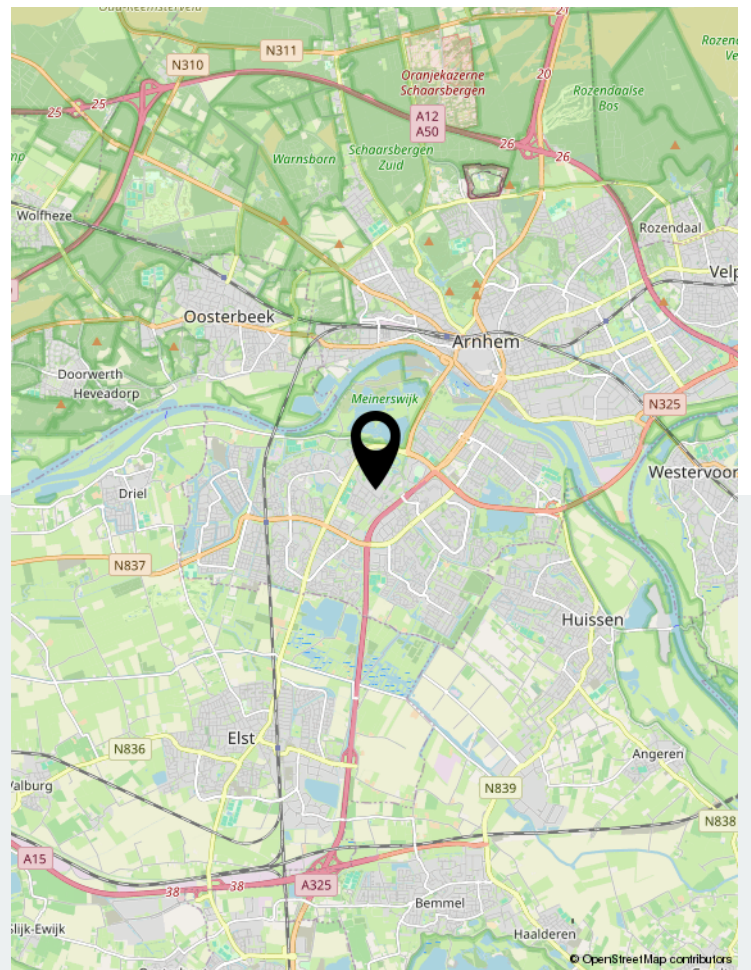 N310
N311
21
Oranjekazerne
Schaarsbergen
20
Rozendaalse
Bos
25
25
A12
A50
26
26
Warnsborn
Schaarsbergen
Zuid
Wolfheze
Rozendaal
Velp
Oosterbeek
Arnhem
Doorwerth
Heveadorp
Meinerswijk
N325
Westervoor
Driel
N837
Huissen
Elst
N836
Valburg
Angeren
N839
N838
A15
38
38
A325
Bemmel
Slijk-Ewijk
Haalderen
© OpenStreetMap contributors